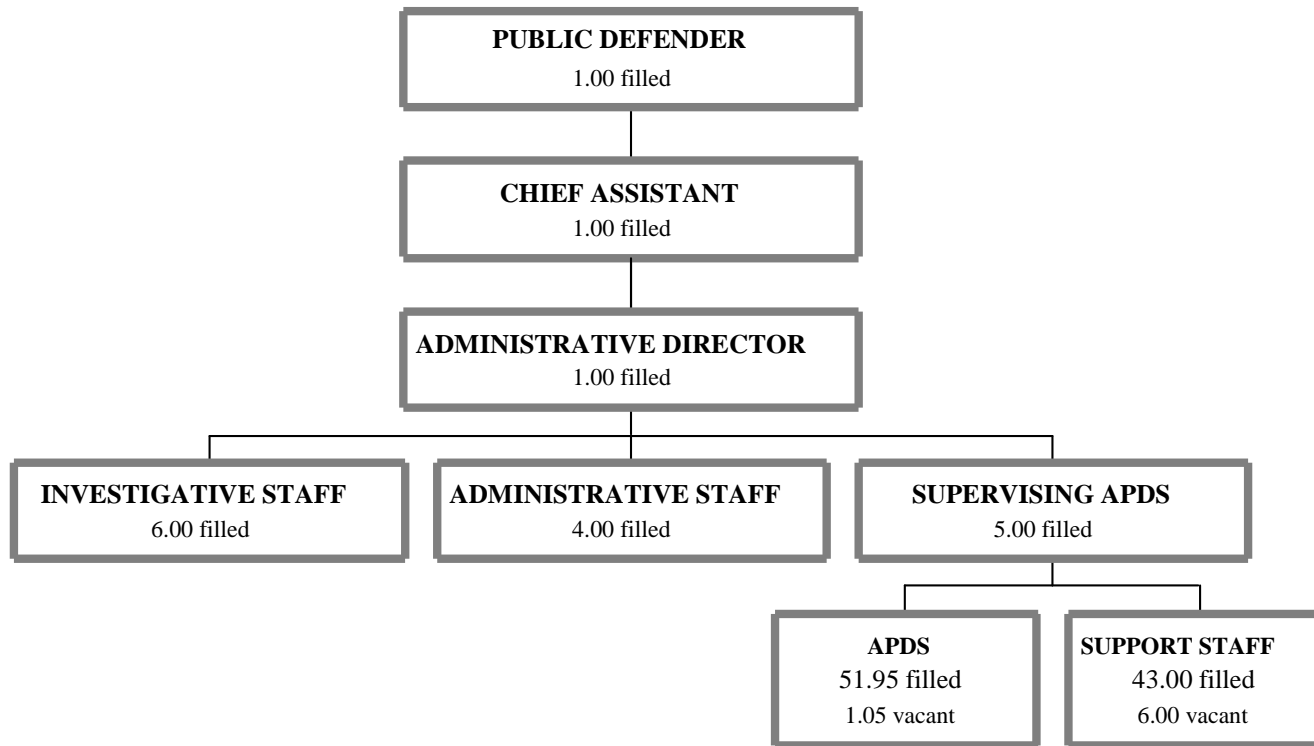 PUBLIC DEFENDER
1.00 filled
CHIEF ASSISTANT
1.00 filled
ADMINISTRATIVE DIRECTOR
1.00 filled
INVESTIGATIVE STAFF
6.00 filled
ADMINISTRATIVE STAFF
4.00 filled
SUPERVISING APDS
5.00 filled
APDS
51.95 filled
1.05 vacant
SUPPORT STAFF
43.00 filled
6.00 vacant